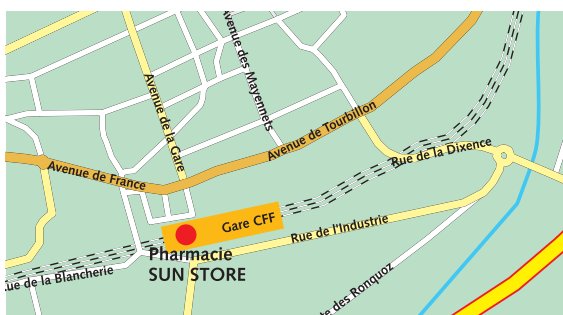 Avenue des Mayennets
Avenue de la Gare
Avenue de Tourbillon
Rue de la Dixence
Avenue de France
Gare CFF
Rue de l'Industrie
Pharmacie
SUN STORE
Rue de la Blancherie
des Ronquoz